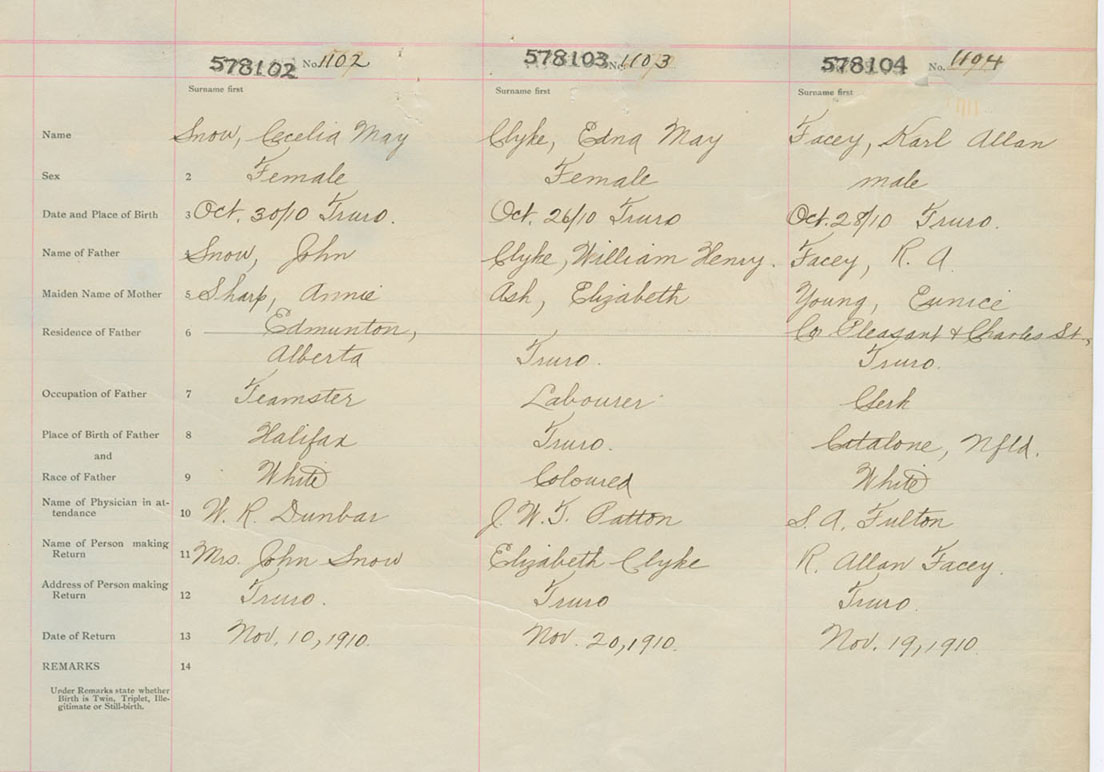 578102 No. 1102 578103 No. 1103 578104 No. 1104
Surname first Surname first Surname first
Name Snow, Cecelia May Clyke, Edna May Facey, Karl Allan
Sex 2 Female Female male
Date and Place of Birth 3 Oct. 30/10 Truro. Oct. 26/10 Truro Oct. 28/10 Truro.
Name of Father 4 Snow, John Clyke, William Henry. Facey, R. A.
Maiden Name of Mother 5 Sharp, Annie Ash, Elizabeth Young, Eunice
Residence of Father 6 Edmunton, Co Pleasant & Charles St,
Alberta Truro. Truro.
Occupation of Father 7 Teamster Labourer Clerk
Place of Birth of Father 8 Halifax Truro. Catalone, Nfld.
and
Race of Father 9 White Coloured White
Name of Physician in at-
tendance 10 W. R. Dunbar J. W. T. Patton S. A. Fulton
Name of Person making
Return 11 Mrs. John Snow Elizabeth Clyke R. Allan Facey.
Address of Person making
Return 12 Truro. Truro Truro.
Date of Return 13 Nov. 10, 1910. Nov. 20, 1910. Nov. 19, 1910.
REMARKS 14
Under Remarks state whether
Birth is Twin, Triplet, Ille-
gitimate or Still-birth.